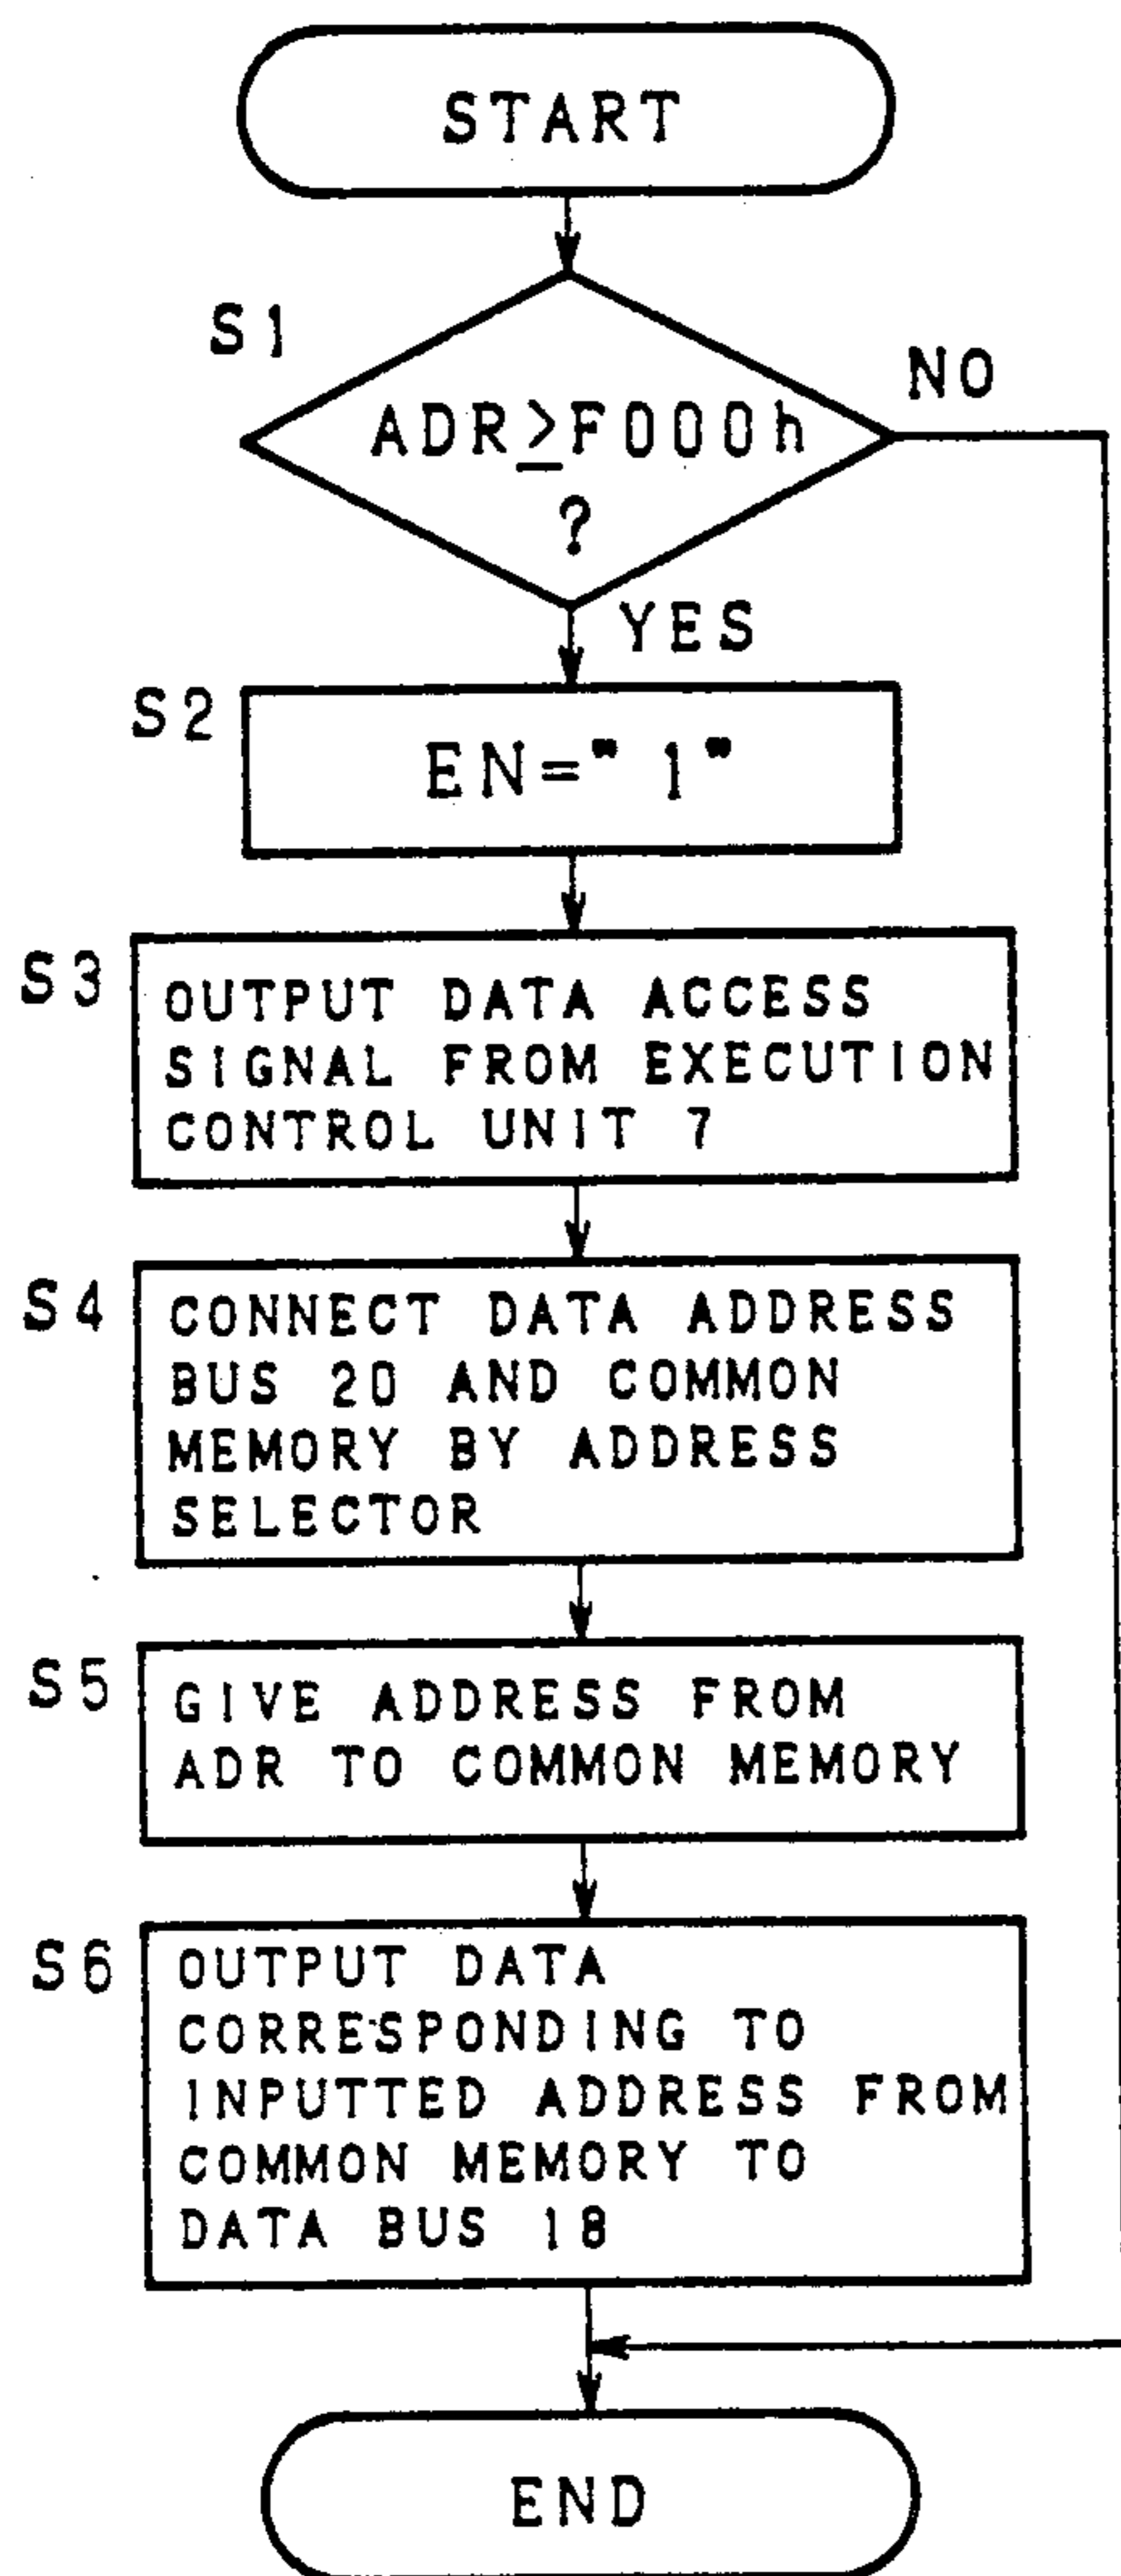 START
S1
NO
ADR≥F000h
?
YES
S2
EN="1"
S3
OUTPUT DATA ACCESS
SIGNAL FROM EXECUTION
CONTROL UNIT 7
S4
CONNECT DATA ADDRESS
BUS 20 AND COMMON
MEMORY BY ADDRESS
SELECTOR
S5
GIVE ADDRESS FROM
ADR TO COMMON MEMORY
S6
OUTPUT DATA
CORRESPONDING TO
INPUTTED ADDRESS FROM
COMMON MEMORY TO
DATA BUS 18
END